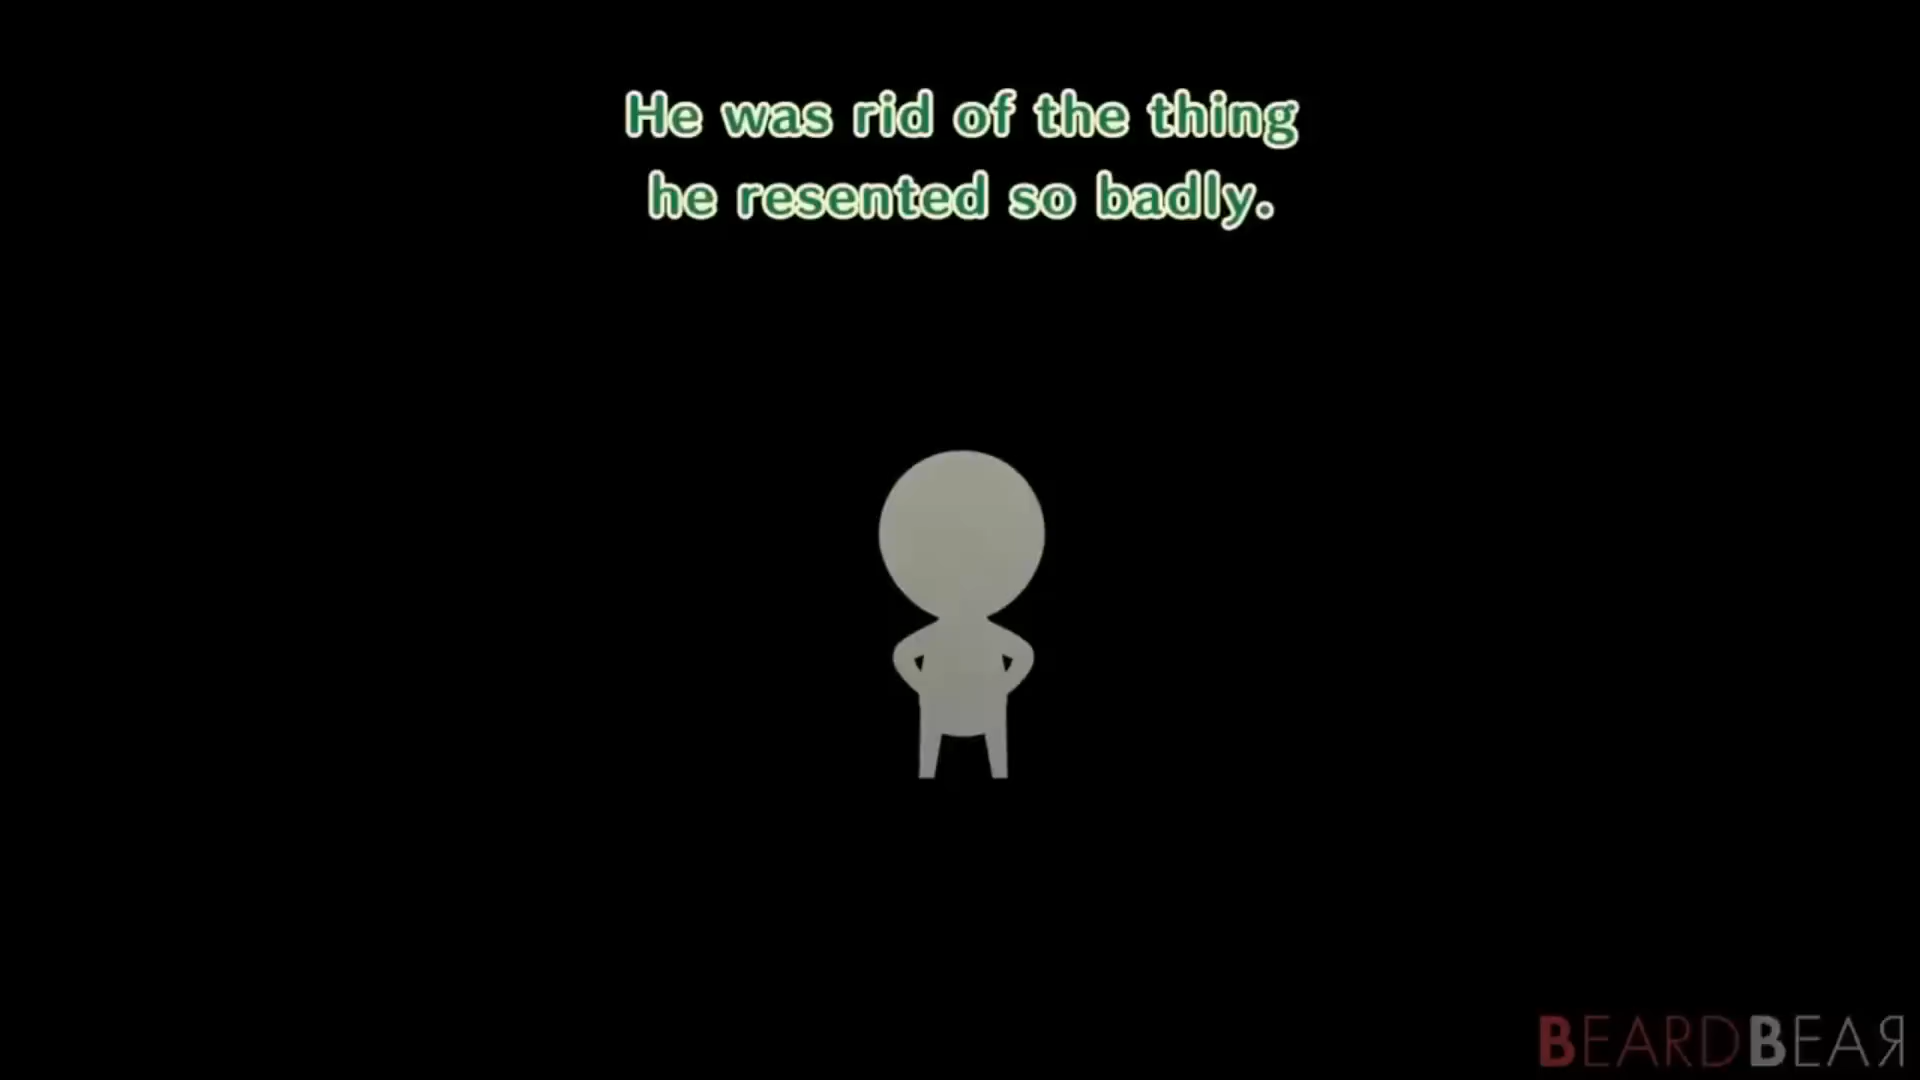 He was rid of the thing
he resented so badly.
BEARDBEAR